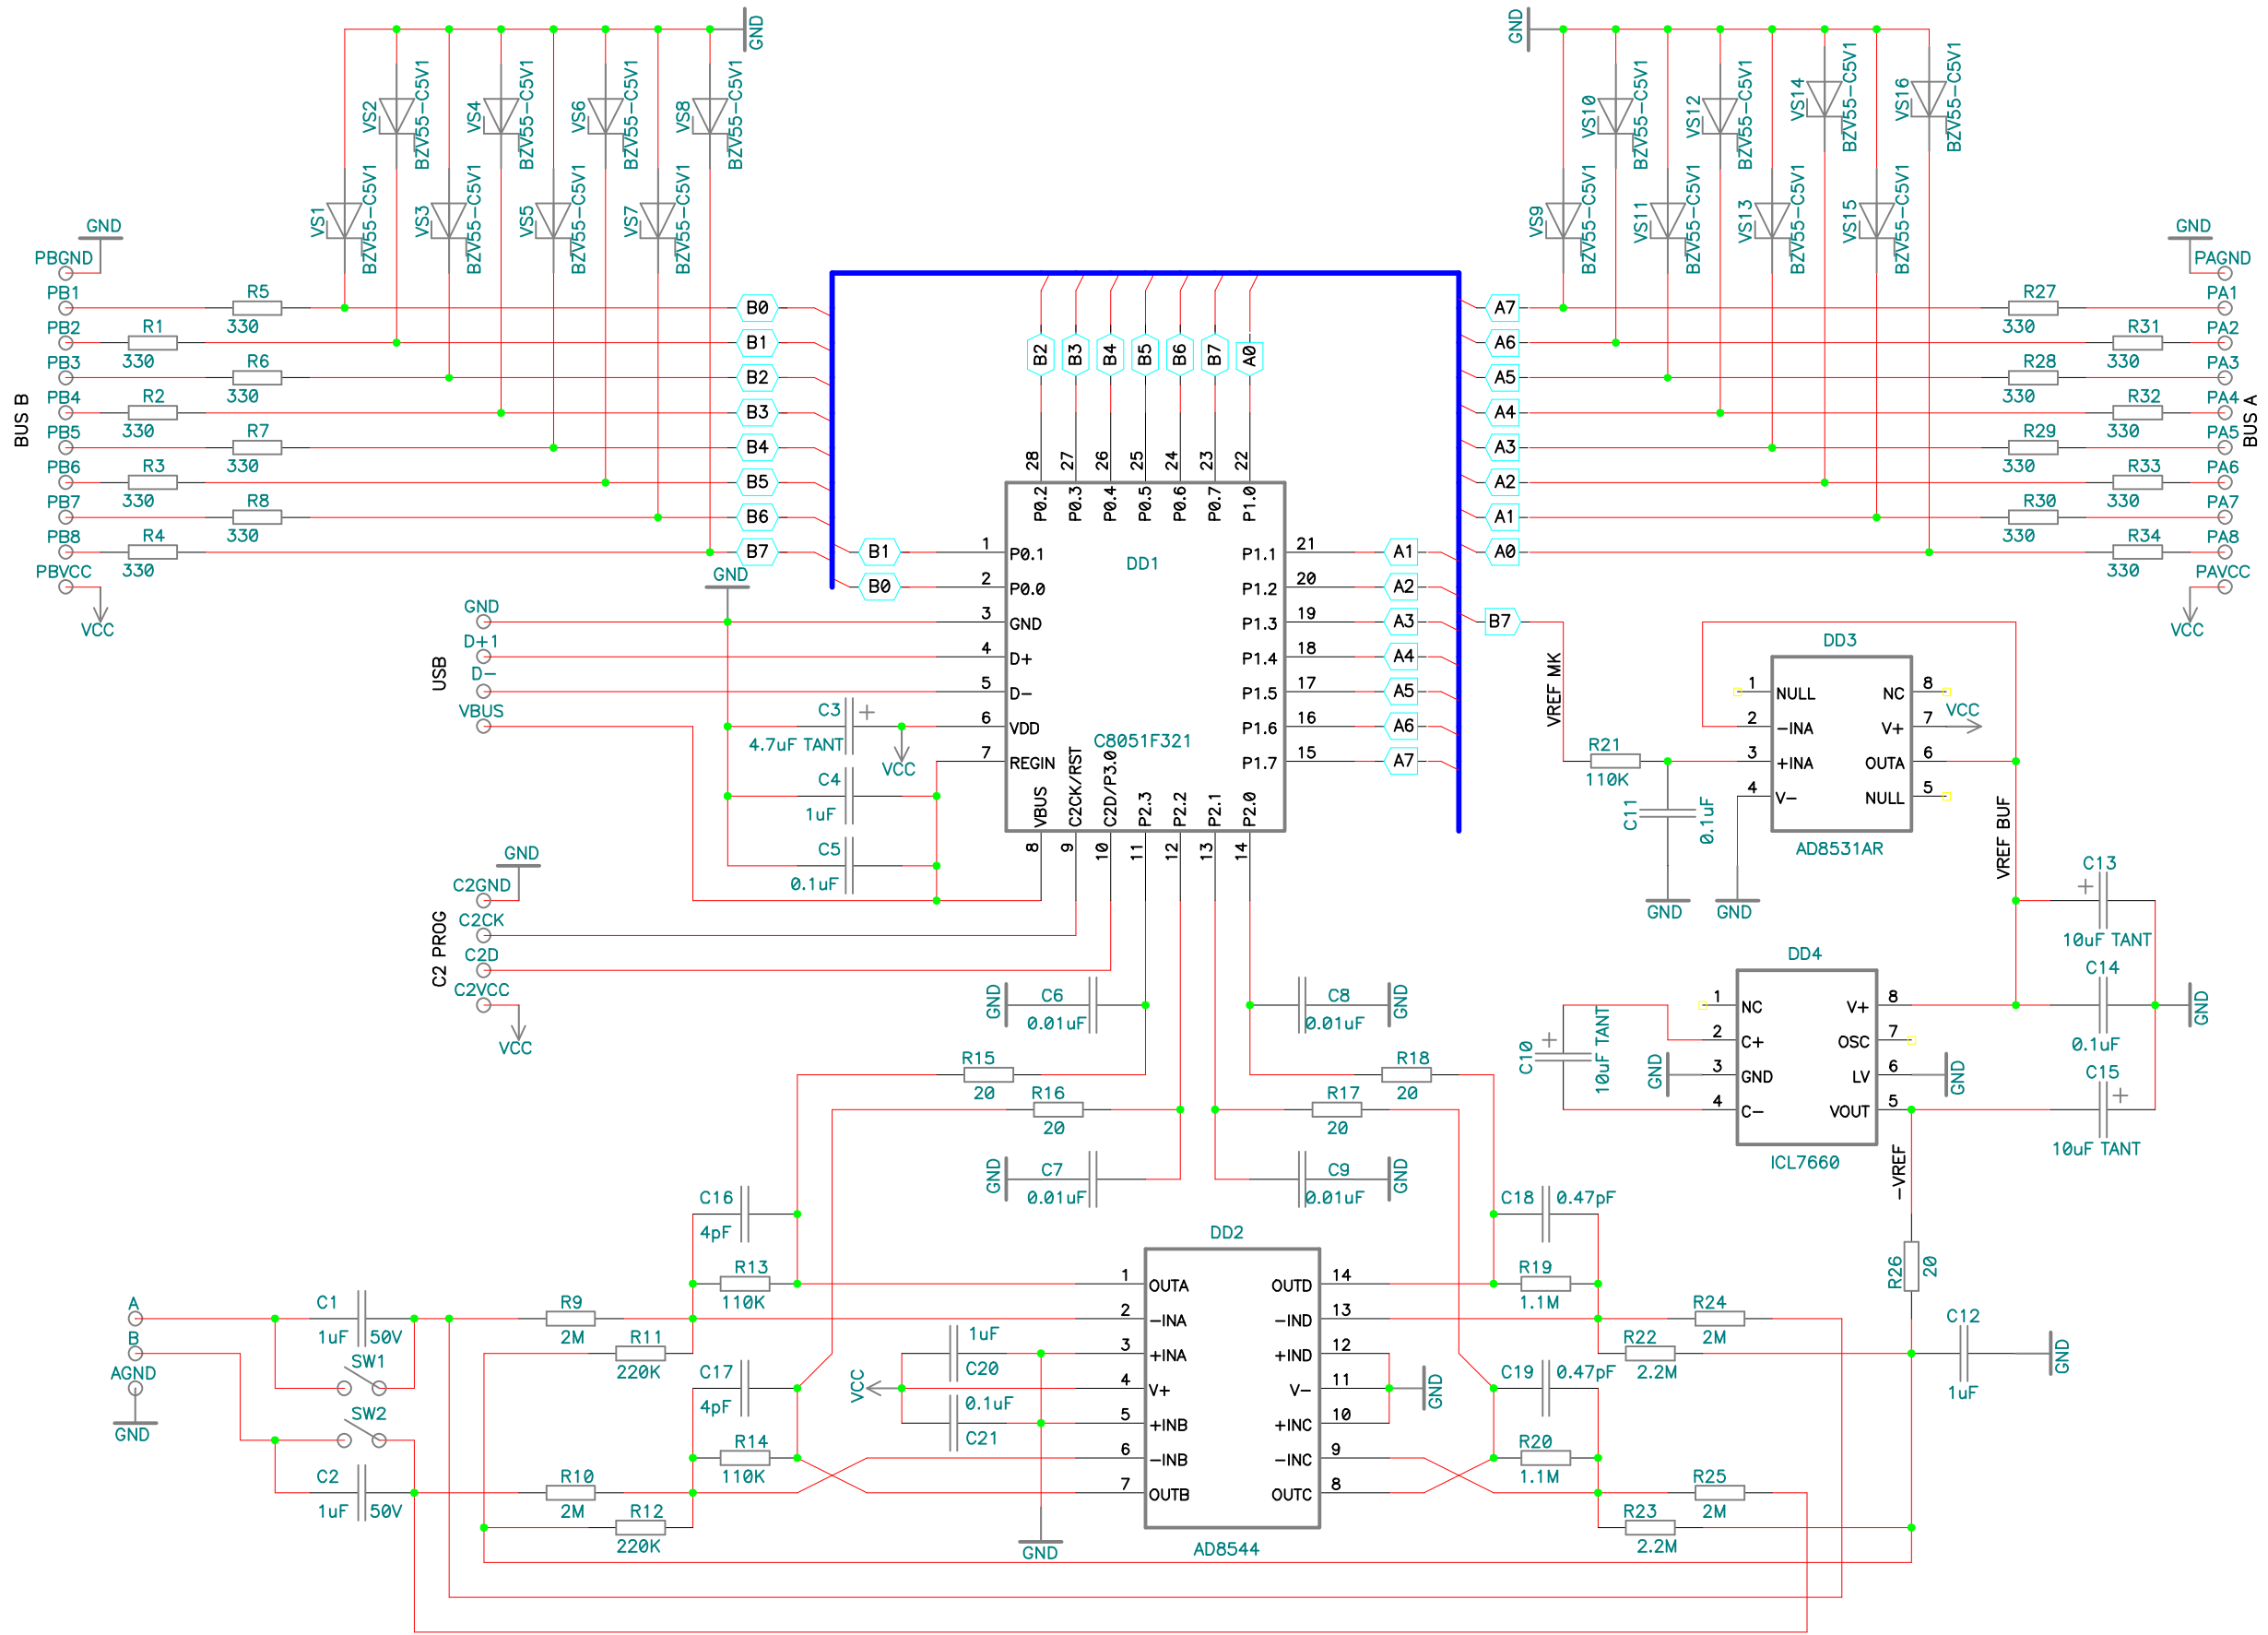 GND
VS2 BZV55-C5V1
VS4 BZV55-C5V1
VS6 BZV55-C5V1
VS8 BZV55-C5V1
VS1 BZV55-C5V1
VS3 BZV55-C5V1
VS5 BZV55-C5V1
VS7 BZV55-C5V1
GND
VS10 BZV55-C5V1
VS12 BZV55-C5V1
VS14 BZV55-C5V1
VS16 BZV55-C5V1
VS9 BZV55-C5V1
VS11 BZV55-C5V1
VS13 BZV55-C5V1
VS15 BZV55-C5V1
BUS B
GND
PBGND
PB1 R5 330 B0
PB2 R1 330 B1
PB3 R6 330 B2
PB4 R2 330 B3
PB5 R7 330 B4
PB6 R3 330 B5
PB7 R8 330 B6
PB8 R4 330 B7
PBVCC
VCC
BUS A
GND
PAGND
A7 R27 330 PA1
A6 R31 330 PA2
A5 R28 330 PA3
A4 R32 330 PA4
A3 R29 330 PA5
A2 R33 330 PA6
A1 R30 330 PA7
A0 R34 330 PA8
PAVCC
VCC
B2 B3 B4 B5 B6 B7 A0
28 27 26 25 24 23 22
P0.2 P0.3 P0.4 P0.5 P0.6 P0.7 P1.0
DD1
C8051F321
B1 1 P0.1
B0 2 P0.0
3 GND
4 D+
5 D-
6 VDD
7 REGIN
P1.1 21 A1
P1.2 20 A2
P1.3 19 A3
P1.4 18 A4
P1.5 17 A5
P1.6 16 A6
P1.7 15 A7
VBUS C2CK/RST C2D/P3.0 P2.3 P2.2 P2.1 P2.0
8 9 10 11 12 13 14
GND
USB
GND
D+1
D-
VBUS
C3
4.7uF TANT
VCC
C4
1uF
C5
0.1uF
C2 PROG
GND
C2GND
C2CK
C2D
C2VCC
VCC
B7
VREF MK
R21
110K
C11
0.1uF
GND
GND
DD3
1 NULL
2 -INA
3 +INA
4 V-
NC 8
V+ 7
OUTA 6
NULL 5
VCC
AD8531AR
VREF BUF
C13
10uF TANT
C14
0.1uF
C15
10uF TANT
GND
DD4
1 NC
2 C+
3 GND
4 C-
V+ 8
OSC 7
LV 6
VOUT 5
ICL7660
C10
10uF TANT
GND
GND
-VREF
R26
20
C12
1uF
GND
GND C6
0.01uF
C8 GND
0.01uF
R15
20
R16
20
R18
20
R17
20
GND C7
0.01uF
C9 GND
0.01uF
C16
4pF
R13
110K
C18 0.47pF
R19
1.1M
A
B
AGND
GND
C1
1uF 50V
SW1
SW2
C2
1uF 50V
R9
2M
R11
220K
C17
4pF
R14
110K
R10
2M
R12
220K
VCC
1uF
C20
0.1uF
C21
GND
DD2
1 OUTA
2 -INA
3 +INA
4 V+
5 +INB
6 -INB
7 OUTB
OUTD 14
-IND 13
+IND 12
V- 11
+INC 10
-INC 9
OUTC 8
AD8544
GND
R24
2M
R22
2.2M
C19 0.47pF
R20
1.1M
R25
2M
R23
2.2M